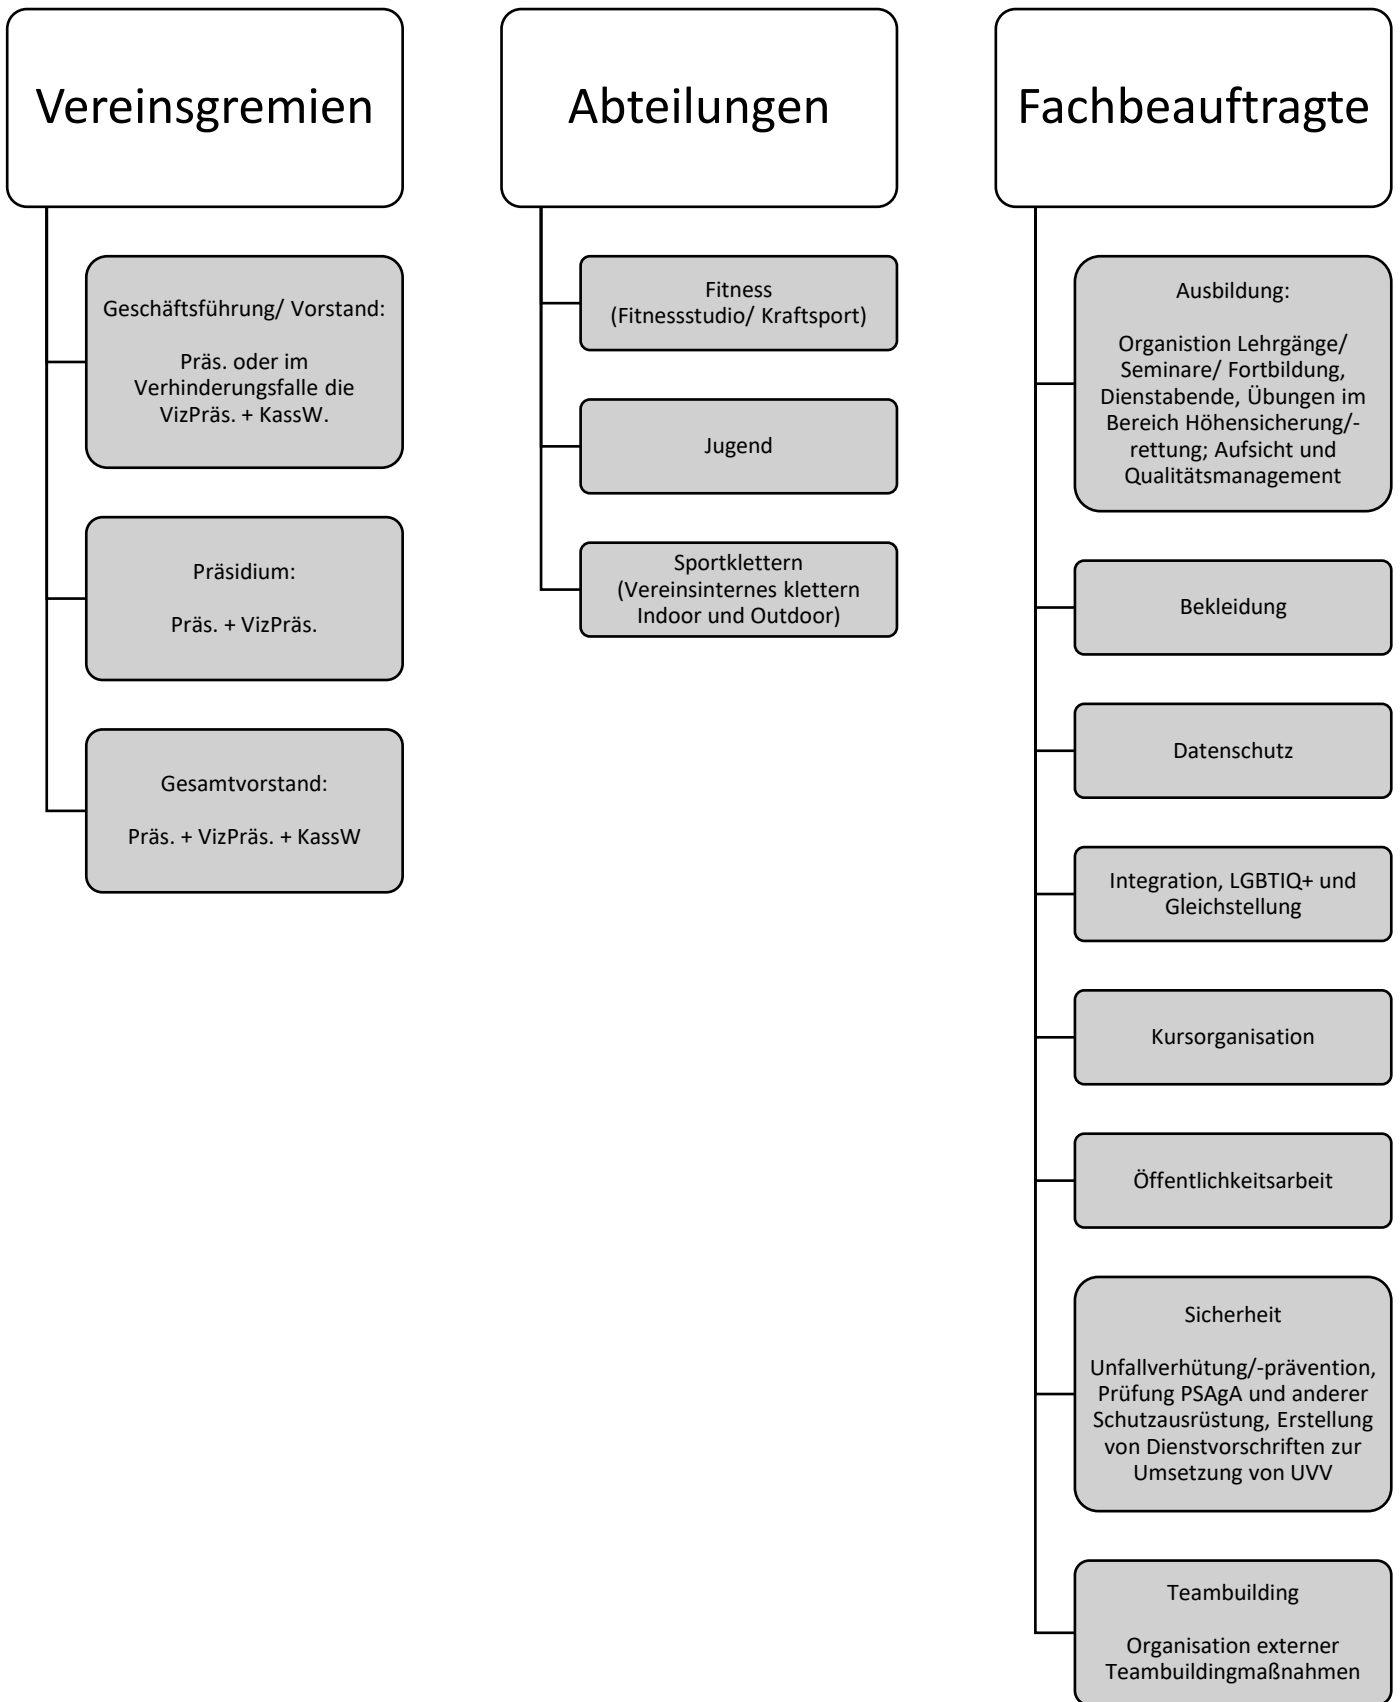 Vereinsgremien
Geschäftsführung/ Vorstand:
Präs. oder im
Verhinderungsfalle die
VizPräs. + KassW.
Präsidium:
Präs. + VizPräs.
Gesamtvorstand:
Präs. + VizPräs. + KassW
Abteilungen
Fitness
(Fitnessstudio/ Kraftsport)
Jugend
Sportklettern
(Vereinsinternes klettern
Indoor und Outdoor)
Fachbeauftragte
Ausbildung:
Organistion Lehrgänge/
Seminare/ Fortbildung,
Dienstabende, Übungen im
Bereich Höhensicherung/-
rettung; Aufsicht und
Qualitätsmanagement
Bekleidung
Datenschutz
Integration, LGBTIQ+ und
Gleichstellung
Kursorganisation
Öffentlichkeitsarbeit
Sicherheit
Unfallverhütung/-prävention,
Prüfung PSAgA und anderer
Schutzausrüstung, Erstellung
von Dienstvorschriften zur
Umsetzung von UVV
Teambuilding
Organisation externer
Teambuildingmaßnahmen